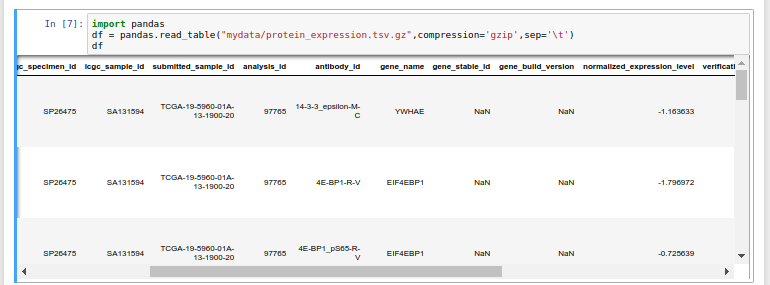 In [7]: import pandas
df = pandas.read_table("mydata/protein_expression.tsv.gz",compression='gzip',sep='\t')
df
gc_specimen_id icgc_sample_id submitted_sample_id analysis_id antibody_id gene_name gene_stable_id gene_build_version normalized_expression_level verificati
SP26475 SA131594 TCGA-19-5960-01A- 97765 14-3-3_epsilon-M- YWHAE NaN NaN -1.163633
13-1900-20 C
SP26475 SA131594 TCGA-19-5960-01A- 97765 4E-BP1-R-V EIF4EBP1 NaN NaN -1.796972
13-1900-20
SP26475 SA131594 TCGA-19-5960-01A- 97765 4E-BP1_pS65-R- EIF4EBP1 NaN NaN -0.725639
13-1900-20 V